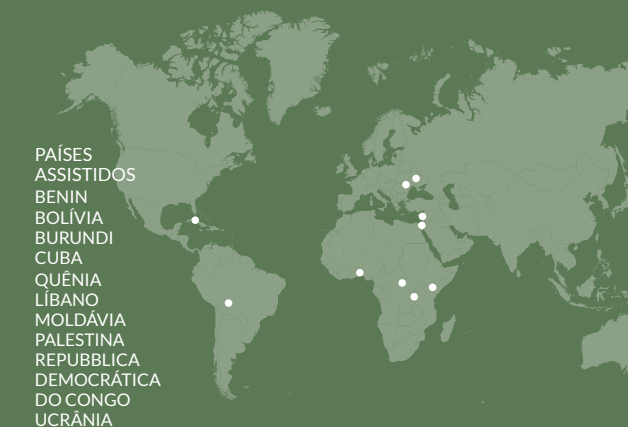 PAÍSES
ASSISTIDOS
BENIN
BOLÍVIA
BURUNDI
CUBA
QUÊNIA
LÍBANO
MOLDÁVIA
PALESTINA
REPUBBLICA
DEMOCRÁTICA
DO CONGO
UCRÂNIA